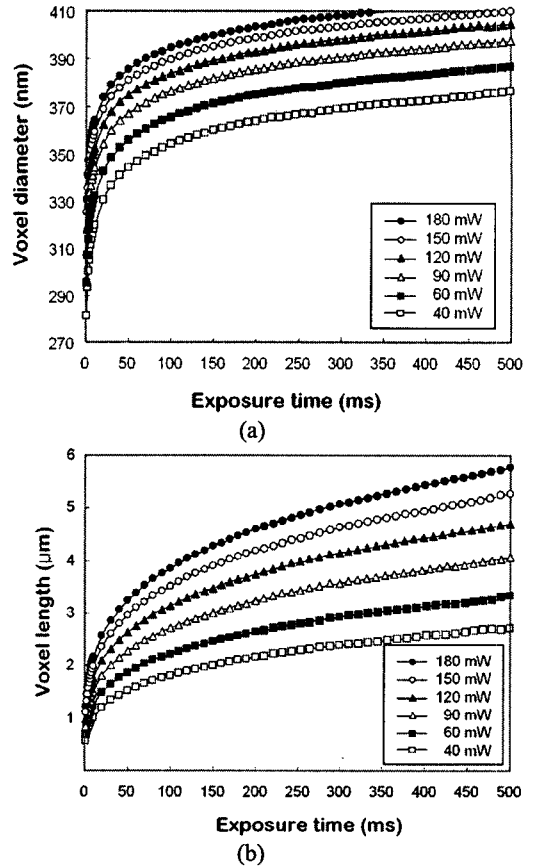 410
390
370
350
330
310
290
270
Voxel diameter (nm)
180 mW
150 mW
120 mW
90 mW
60 mW
40 mW
0 50 100 150 200 250 300 350 400 450 500
Exposure time (ms)
(a)
6
5
4
3
2
1
Voxel length (μm)
180 mW
150 mW
120 mW
90 mW
60 mW
40 mW
0 50 100 150 200 250 300 350 400 450 500
Exposure time (ms)
(b)